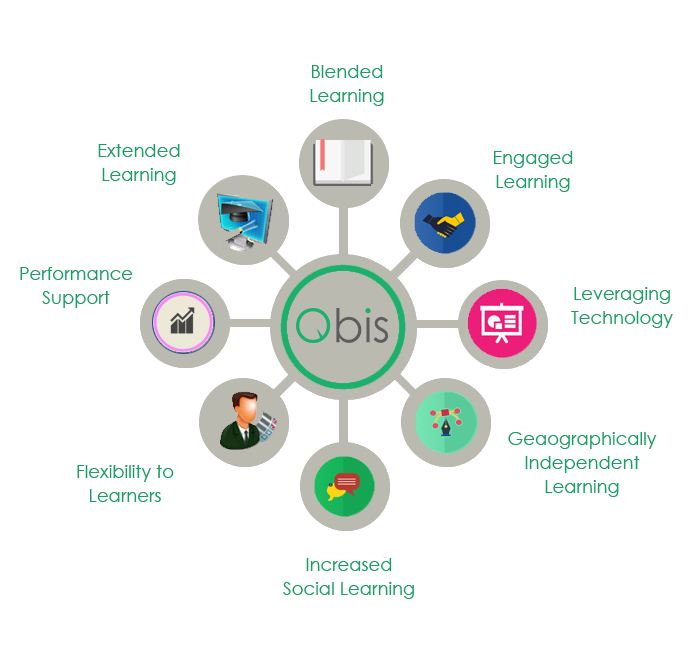 Blended
Learning
Extended
Learning
Engaged
Learning
Performance
Support
Leveraging
Technology
Obis
Flexibility to
Learners
Geaographically
Independent
Learning
Increased
Social Learning